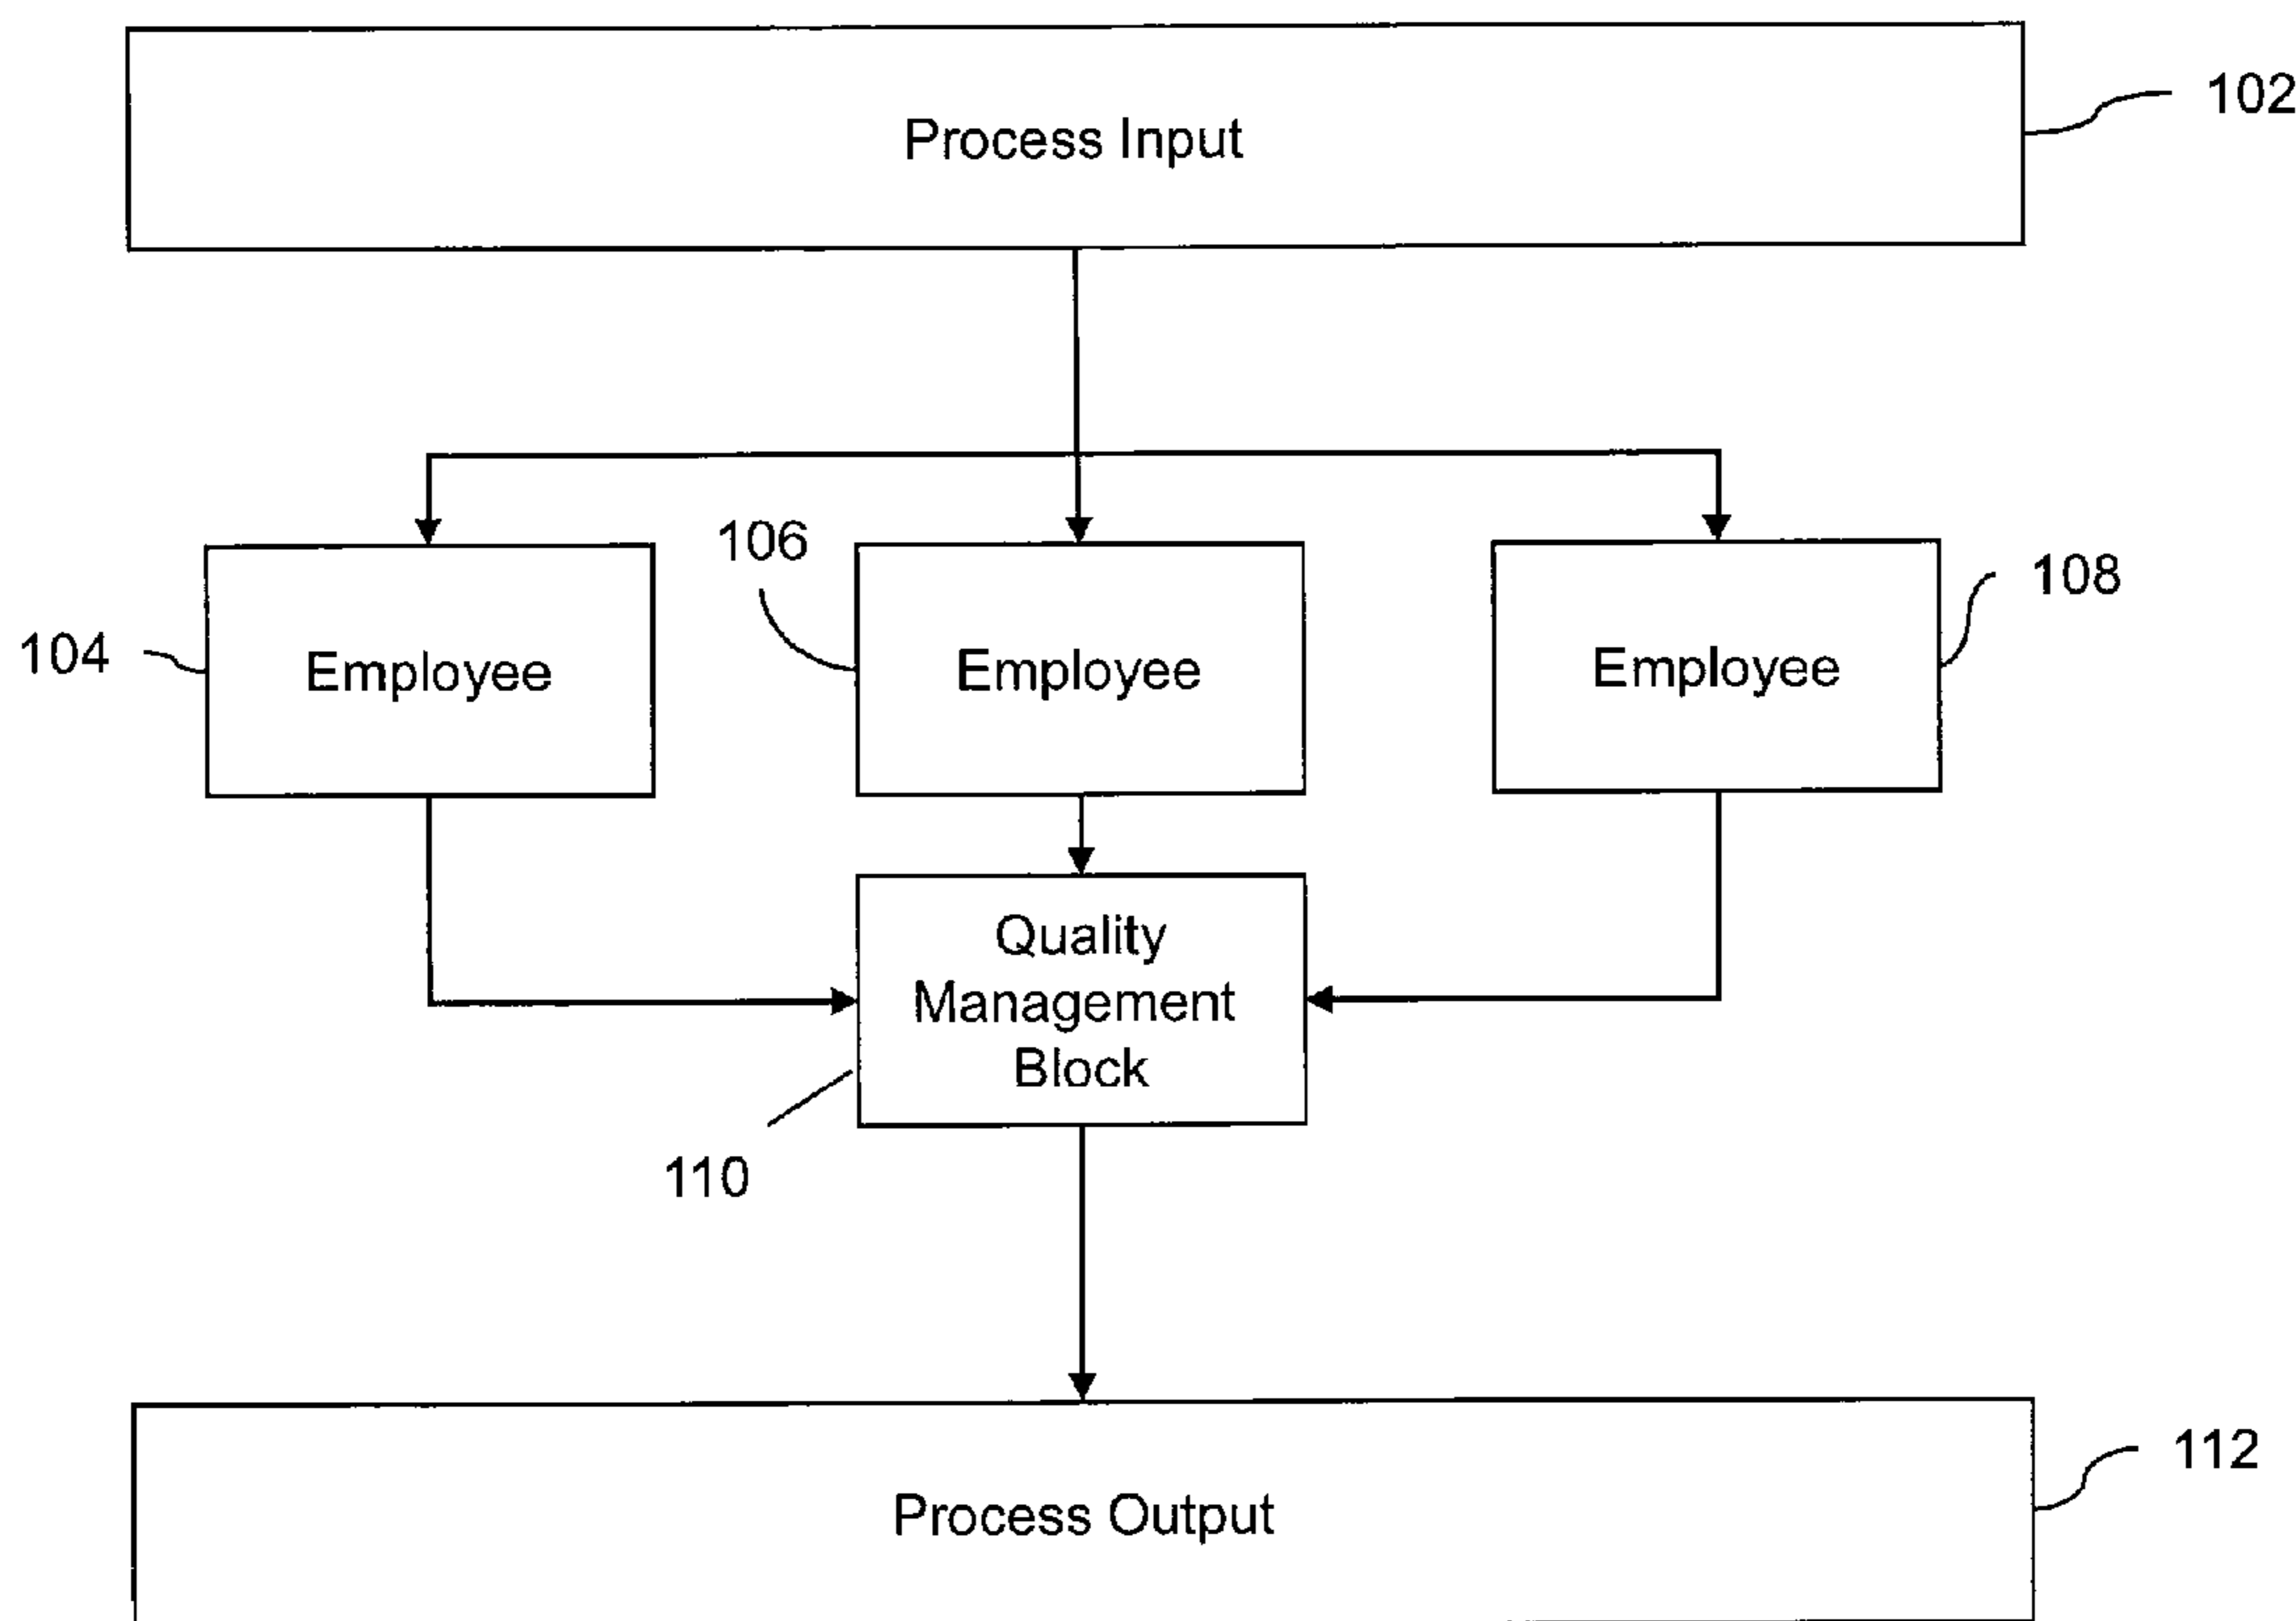 Process Input
102
106
108
104
Employee
Employee
Employee
Quality
Management
Block
110
112
Process Output